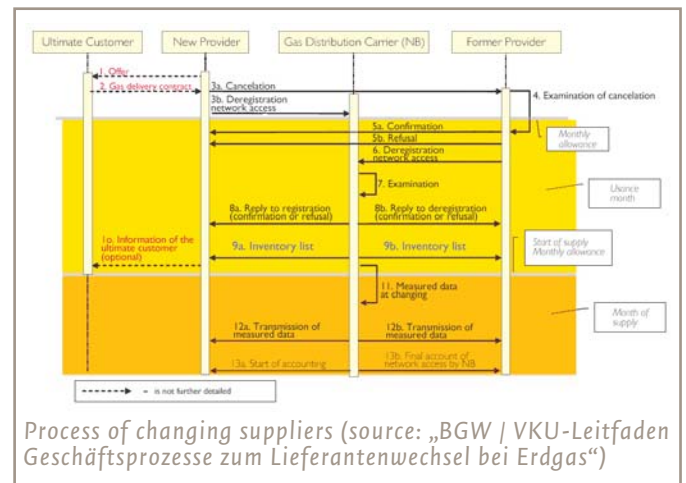 Ultimate Customer
New Provider
Gas Distribution Carrier (NB)
Former Provider
1. Offer
2. Gas delivery contract
3a. Cancelation
3b. Deregistration
network access
4. Examination of cancelation
5a. Confirmation
5b. Refusal
6. Deregistration
network access
Monthly
allowance
7. Examination
Usance
month
8a. Reply to registration
(confirmation or refusal)
8b. Reply to deregistration
(confirmation or refusal)
1o. Information of the
ultimate customer
(optional)
9a. Inventory list
9b. Inventory list
Start of supply
Monthly allowance
11. Measured data
at changing
Month of
supply
12a. Transmission of
measured data
12b. Transmission of
measured data
13a. Start of accounting
13b. Final account of
network access by NB
= is not further detailed
Process of changing suppliers (source: „BGW / VKU-Leitfaden
Geschäftsprozesse zum Lieferantenwechsel bei Erdgas“)